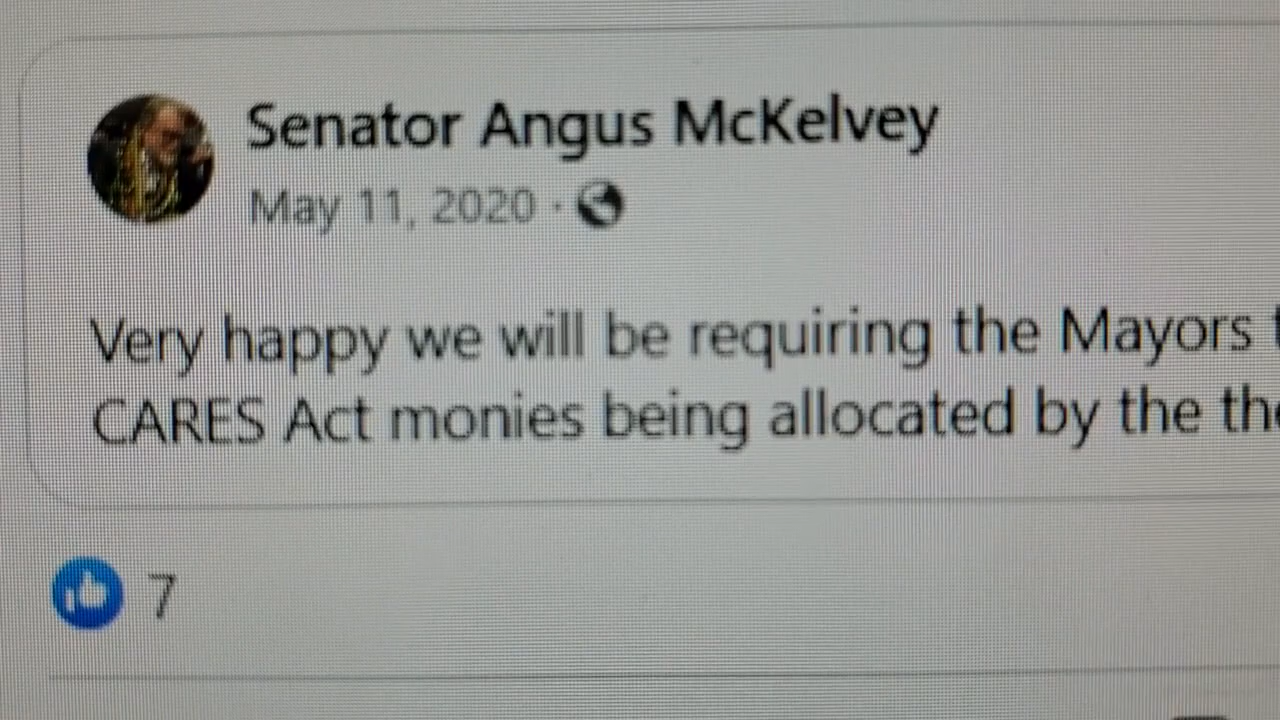 Senator Angus McKelvey
May 11, 2020 ·
Very happy we will be requiring the Mayors
CARES Act monies being allocated by the
7